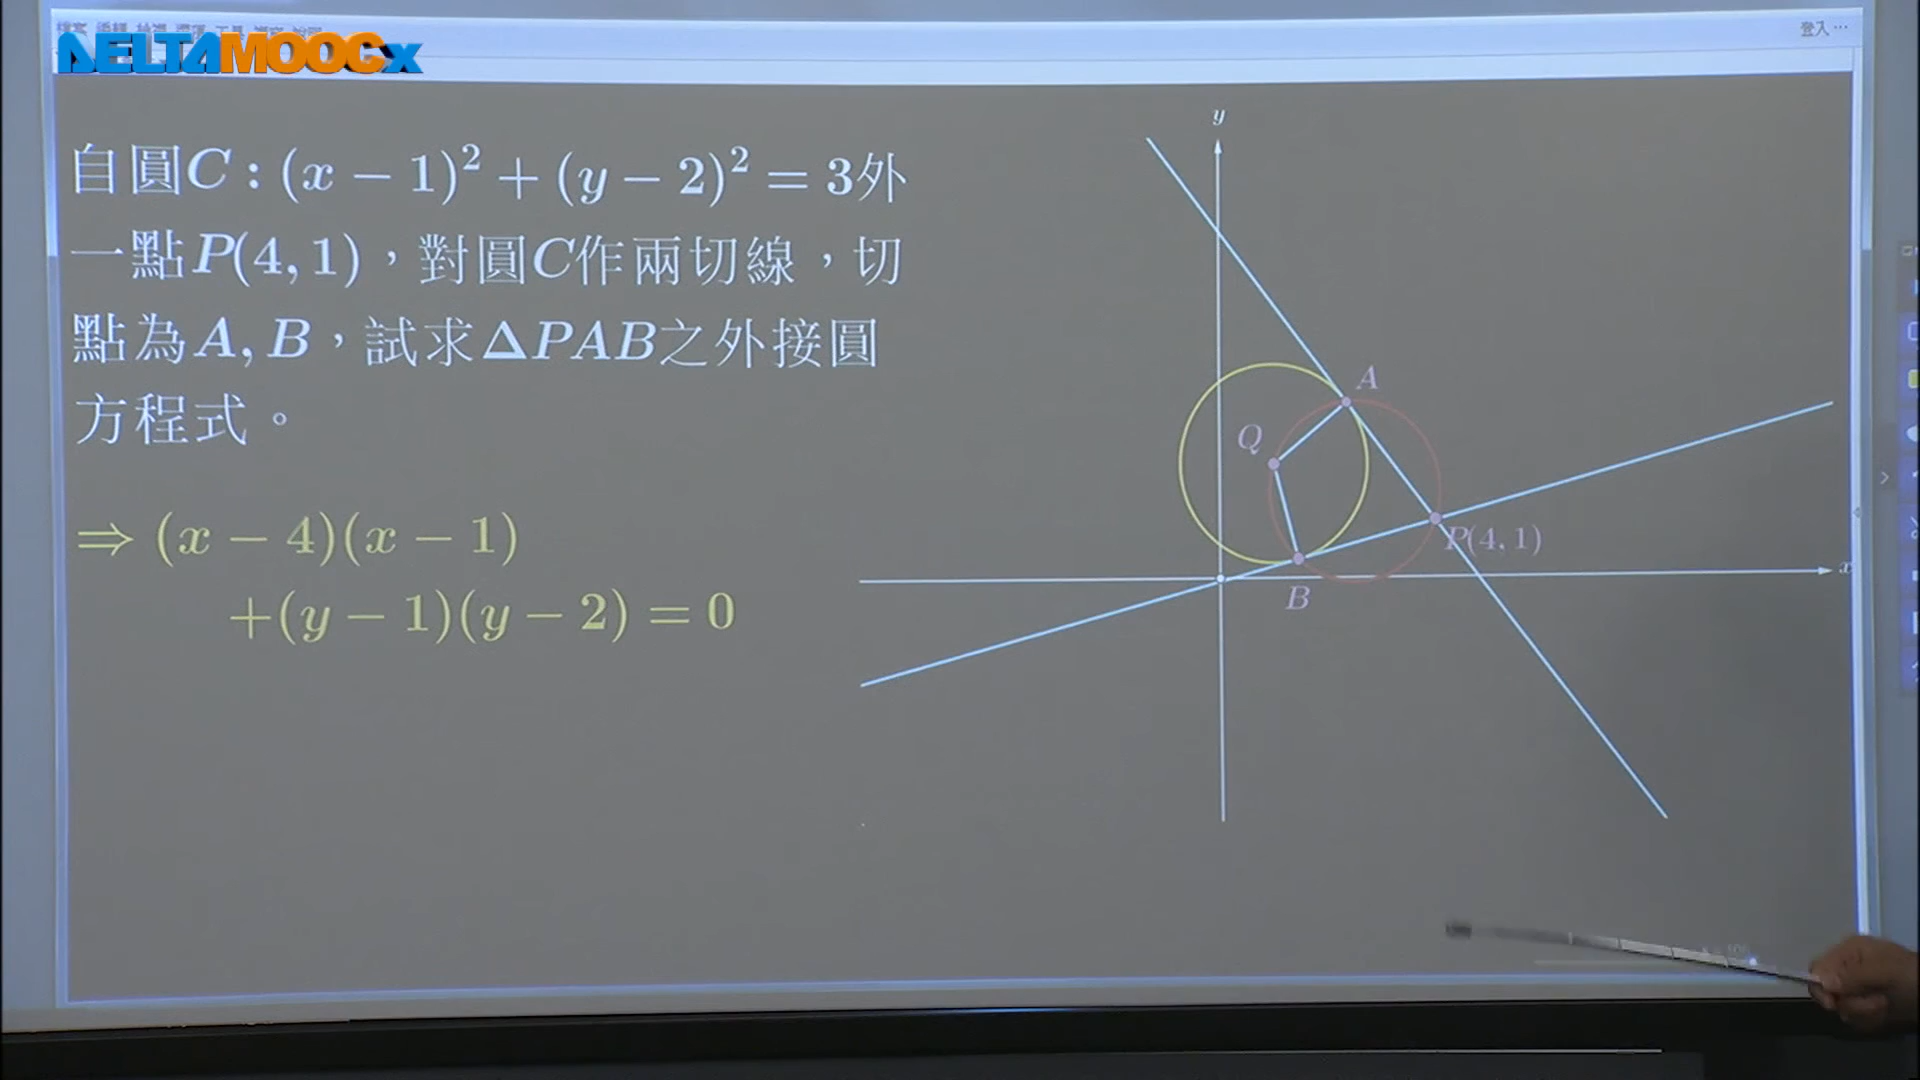 DELTAMOOCx
登入 ···
自圓C : (x − 1)² + (y − 2)² = 3外
一點P(4, 1)，對圓C作兩切線，切
點為A, B，試求ΔPAB之外接圓
方程式。
⇒ (x − 4)(x − 1)
+(y − 1)(y − 2) = 0
y
A
Q
P(4, 1)
x
B